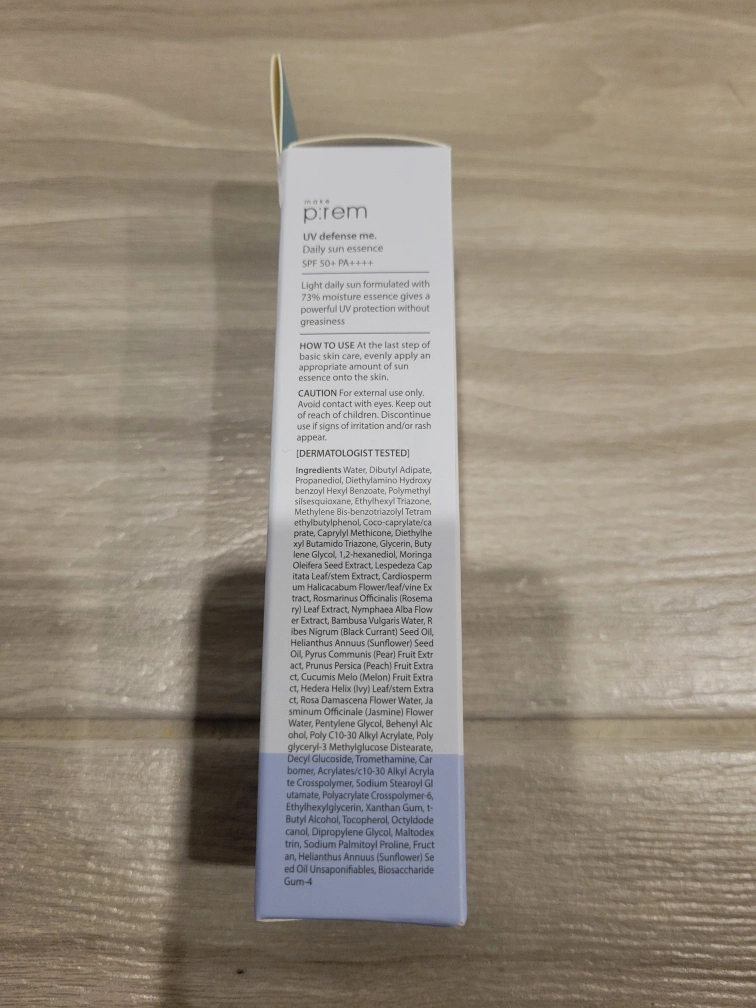 make
p:rem
UV defense me.
Daily sun essence
SPF 50+ PA++++
Light daily sun formulated with
73% moisture essence gives a
powerful UV protection without
greasiness
HOW TO USE At the last step of
basic skin care, evenly apply an
appropriate amount of sun
essence onto the skin.
CAUTION For external use only.
Avoid contact with eyes. Keep out
of reach of children. Discontinue
use if signs of irritation and/or rash
appear.
[DERMATOLOGIST TESTED]
Ingredients Water, Dibutyl Adipate,
Propanediol, Diethylamino Hydroxy
benzoyl Hexyl Benzoate, Polymethyl
silsesquioxane, Ethylhexyl Triazone,
Methylene Bis-benzotriazolyl Tetram
ethylbutylphenol, Coco-caprylate/ca
prate, Caprylyl Methicone, Diethylhe
xyl Butamido Triazone, Glycerin, Buty
lene Glycol, 1,2-hexanediol, Moringa
Oleifera Seed Extract, Lespedeza Cap
itata Leaf/stem Extract, Cardiosperm
um Halicacabum Flower/leaf/vine Ex
tract, Rosmarinus Officinalis (Rosema
ry) Leaf Extract, Nymphaea Alba Flow
er Extract, Bambusa Vulgaris Water, R
ibes Nigrum (Black Currant) Seed Oil,
Helianthus Annuus (Sunflower) Seed
Oil, Pyrus Communis (Pear) Fruit Extr
act, Prunus Persica (Peach) Fruit Extra
ct, Cucumis Melo (Melon) Fruit Extra
ct, Hedera Helix (Ivy) Leaf/stem Extra
ct, Rosa Damascena Flower Water, Ja
sminum Officinale (Jasmine) Flower
Water, Pentylene Glycol, Behenyl Alc
ohol, Poly C10-30 Alkyl Acrylate, Poly
glyceryl-3 Methylglucose Distearate,
Decyl Glucoside, Tromethamine, Car
bomer, Acrylates/c10-30 Alkyl Acryla
te Crosspolymer, Sodium Stearoyl Gl
utamate, Polyacrylate Crosspolymer-6,
Ethylhexylglycerin, Xanthan Gum, t-
Butyl Alcohol, Tocopherol, Octyldode
canol, Dipropylene Glycol, Maltodex
trin, Sodium Palmitoyl Proline, Fruct
an, Helianthus Annuus (Sunflower) Se
ed Oil Unsaponifiables, Biosaccharide
Gum-4